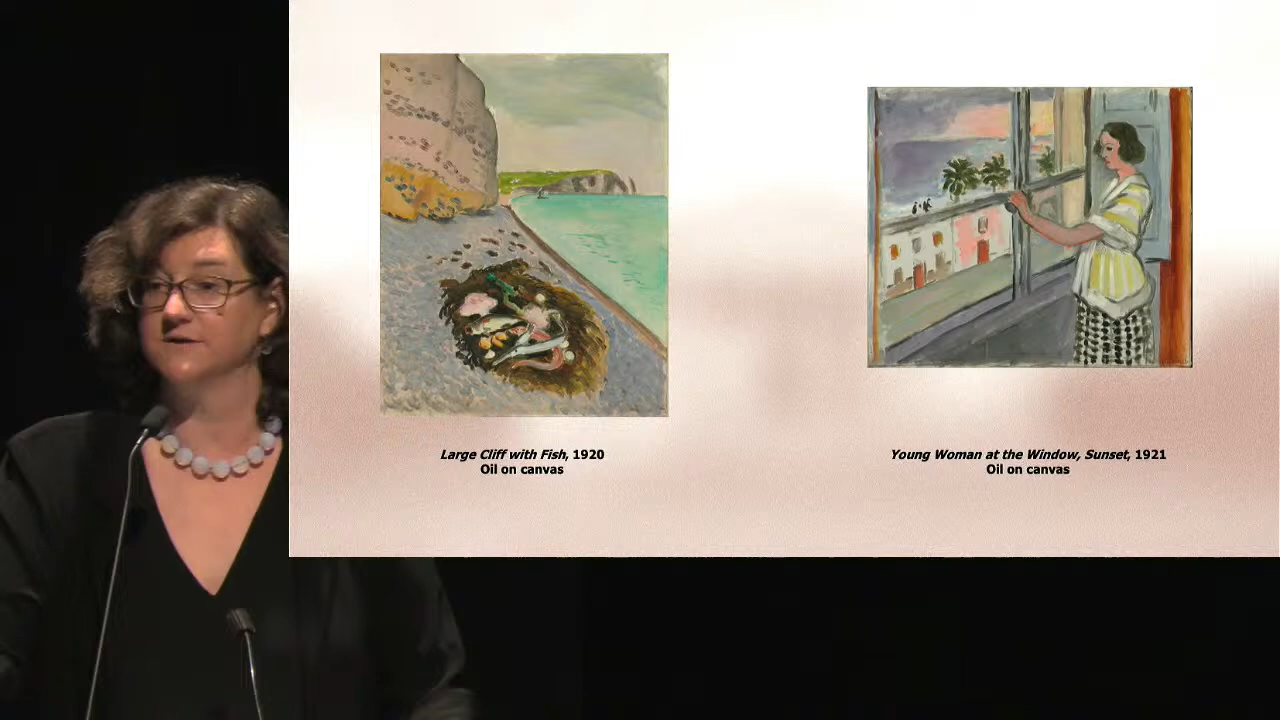 Large Cliff with Fish, 1920
Oil on canvas
Young Woman at the Window, Sunset, 1921
Oil on canvas